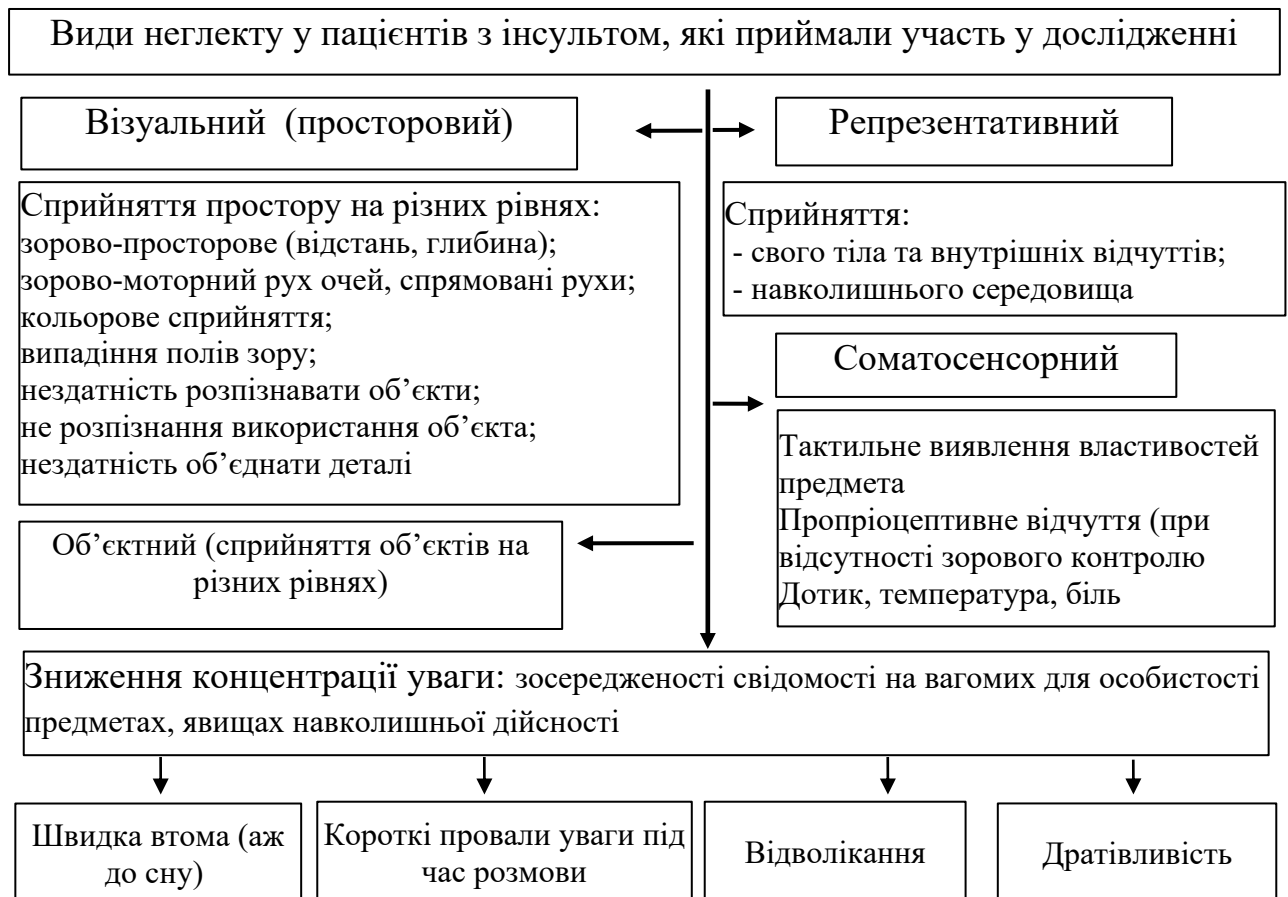 Види неглекту у пацієнтів з інсультом, які приймали участь у дослідженні
Візуальний (просторовий)
Репрезентативний
Сприйняття простору на різних рівнях:
зорово-просторове (відстань, глибина);
зорово-моторний рух очей, спрямовані рухи;
кольорове сприйняття;
випадіння полів зору;
нездатність розпізнавати об’єкти;
не розпізнання використання об’єкта;
нездатність об’єднати деталі
Сприйняття:
- свого тіла та внутрішніх відчуттів;
- навколишнього середовища
Соматосенсорний
Тактильне виявлення властивостей
предмета
Пропріоцептивне відчуття (при
відсутності зорового контролю
Дотик, температура, біль
Об’єктний (сприйняття об’єктів на
різних рівнях)
Зниження концентрації уваги: зосередженості свідомості на вагомих для особистості
предметах, явищах навколишньої дійсності
Швидка втома (аж
до сну)
Короткі провали уваги під
час розмови
Відволікання
Дратівливість